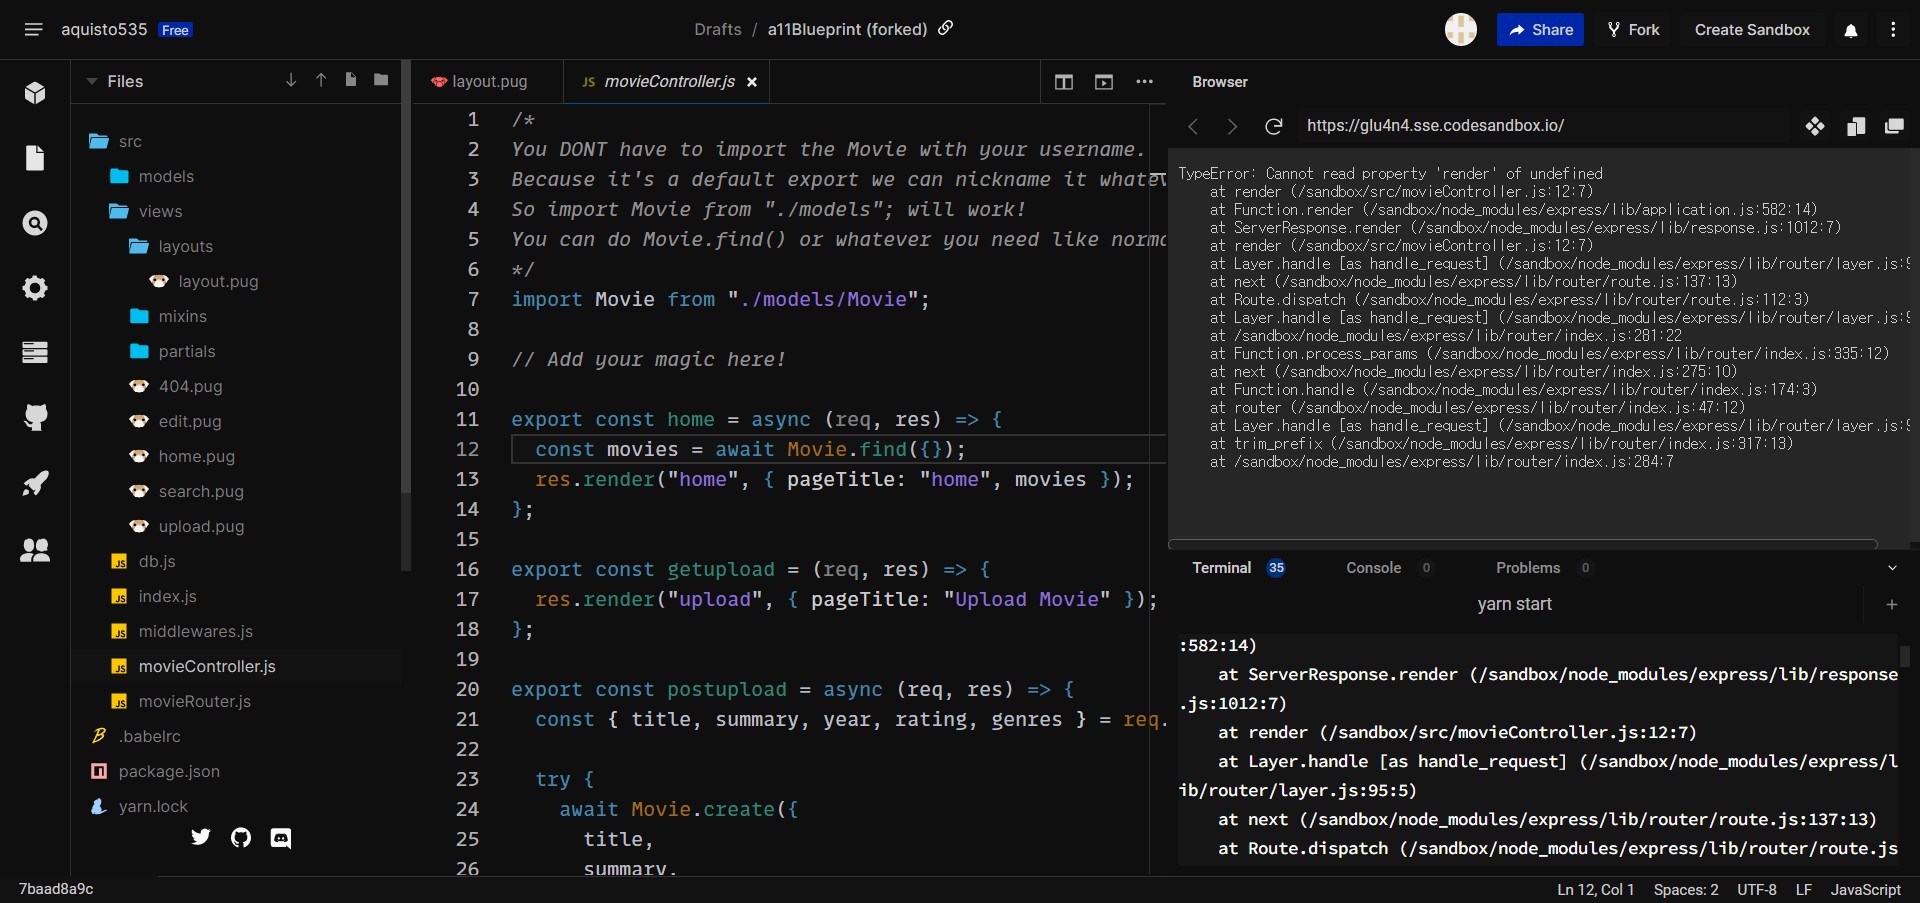 aquisto535 Free
Drafts / a11Blueprint (forked)
Share
Fork
Create Sandbox
Files
src
models
views
layouts
layout.pug
mixins
partials
404.pug
edit.pug
home.pug
search.pug
upload.pug
db.js
index.js
middlewares.js
movieController.js
movieRouter.js
.babelrc
package.json
yarn.lock
layout.pug
JS movieController.js
1 /*
2 You DONT have to import the Movie with your username.
3 Because it's a default export we can nickname it whatev
4 So import Movie from "./models"; will work!
5 You can do Movie.find() or whatever you need like norma
6 */
7 import Movie from "./models/Movie";
8
9 // Add your magic here!
10
11 export const home = async (req, res) => {
12 const movies = await Movie.find({});
13 res.render("home", { pageTitle: "home", movies });
14 };
15
16 export const getupload = (req, res) => {
17 res.render("upload", { pageTitle: "Upload Movie" });
18 };
19
20 export const postupload = async (req, res) => {
21 const { title, summary, year, rating, genres } = req.
22
23 try {
24 await Movie.create({
25 title,
26 summary,
Browser
https://glu4n4.sse.codesandbox.io/
TypeError: Cannot read property 'render' of undefined
at render (/sandbox/src/movieController.js:12:7)
at Function.render (/sandbox/node_modules/express/lib/application.js:582:14)
at ServerResponse.render (/sandbox/node_modules/express/lib/response.js:1012:7)
at render (/sandbox/src/movieController.js:12:7)
at Layer.handle [as handle_request] (/sandbox/node_modules/express/lib/router/layer.js:9
at next (/sandbox/node_modules/express/lib/router/route.js:137:13)
at Route.dispatch (/sandbox/node_modules/express/lib/router/route.js:112:3)
at Layer.handle [as handle_request] (/sandbox/node_modules/express/lib/router/layer.js:9
at /sandbox/node_modules/express/lib/router/index.js:281:22
at Function.process_params (/sandbox/node_modules/express/lib/router/index.js:335:12)
at next (/sandbox/node_modules/express/lib/router/index.js:275:10)
at Function.handle (/sandbox/node_modules/express/lib/router/index.js:174:3)
at router (/sandbox/node_modules/express/lib/router/index.js:47:12)
at Layer.handle [as handle_request] (/sandbox/node_modules/express/lib/router/layer.js:9
at trim_prefix (/sandbox/node_modules/express/lib/router/index.js:317:13)
at /sandbox/node_modules/express/lib/router/index.js:284:7
Terminal 35 Console 0 Problems 0
yarn start
:582:14)
at ServerResponse.render (/sandbox/node_modules/express/lib/response
.js:1012:7)
at render (/sandbox/src/movieController.js:12:7)
at Layer.handle [as handle_request] (/sandbox/node_modules/express/l
ib/router/layer.js:95:5)
at next (/sandbox/node_modules/express/lib/router/route.js:137:13)
at Route.dispatch (/sandbox/node_modules/express/lib/router/route.js
7baad8a9c
Ln 12, Col 1 Spaces: 2 UTF-8 LF JavaScript